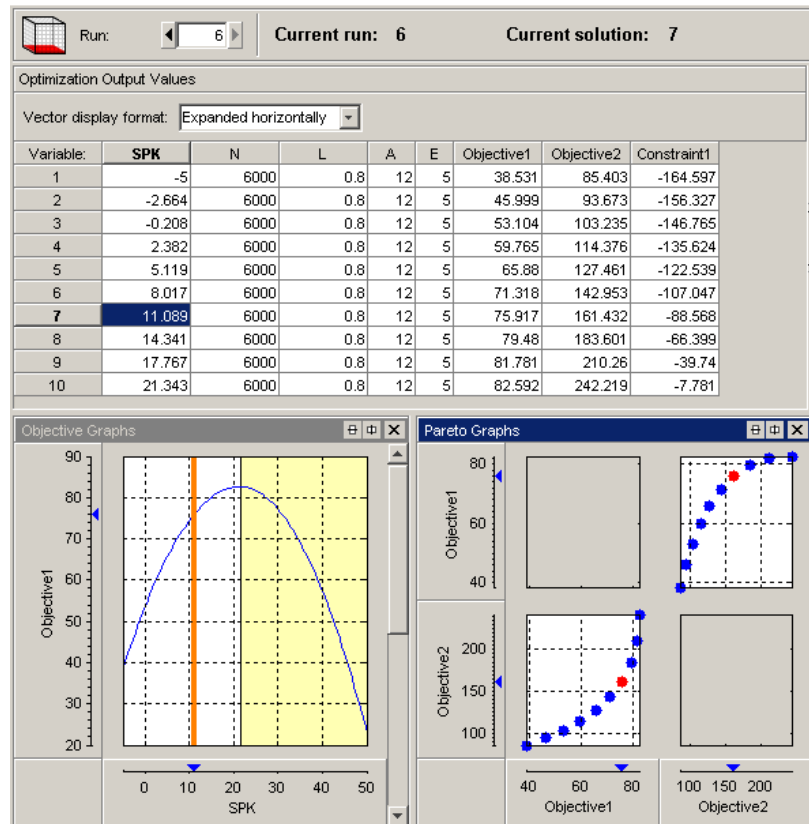 Run: 6 Current run: 6 Current solution: 7
Optimization Output Values
Vector display format: Expanded horizontally
Variable: SPK N L A E Objective1 Objective2 Constraint1
1 -5 6000 0.8 12 5 38.531 85.403 -164.597
2 -2.664 6000 0.8 12 5 45.999 93.673 -156.327
3 -0.208 6000 0.8 12 5 53.104 103.235 -146.765
4 2.382 6000 0.8 12 5 59.765 114.376 -135.624
5 5.119 6000 0.8 12 5 65.88 127.461 -122.539
6 8.017 6000 0.8 12 5 71.318 142.953 -107.047
7 11.089 6000 0.8 12 5 75.917 161.432 -88.568
8 14.341 6000 0.8 12 5 79.48 183.601 -66.399
9 17.767 6000 0.8 12 5 81.781 210.26 -39.74
10 21.343 6000 0.8 12 5 82.592 242.219 -7.781
Objective Graphs
90
80
70
60
50
40
30
20
Objective1
0 10 20 30 40 50
SPK
Pareto Graphs
80
60
40
Objective1
200
150
100
Objective2
40 60 80
Objective1
100 150 200
Objective2